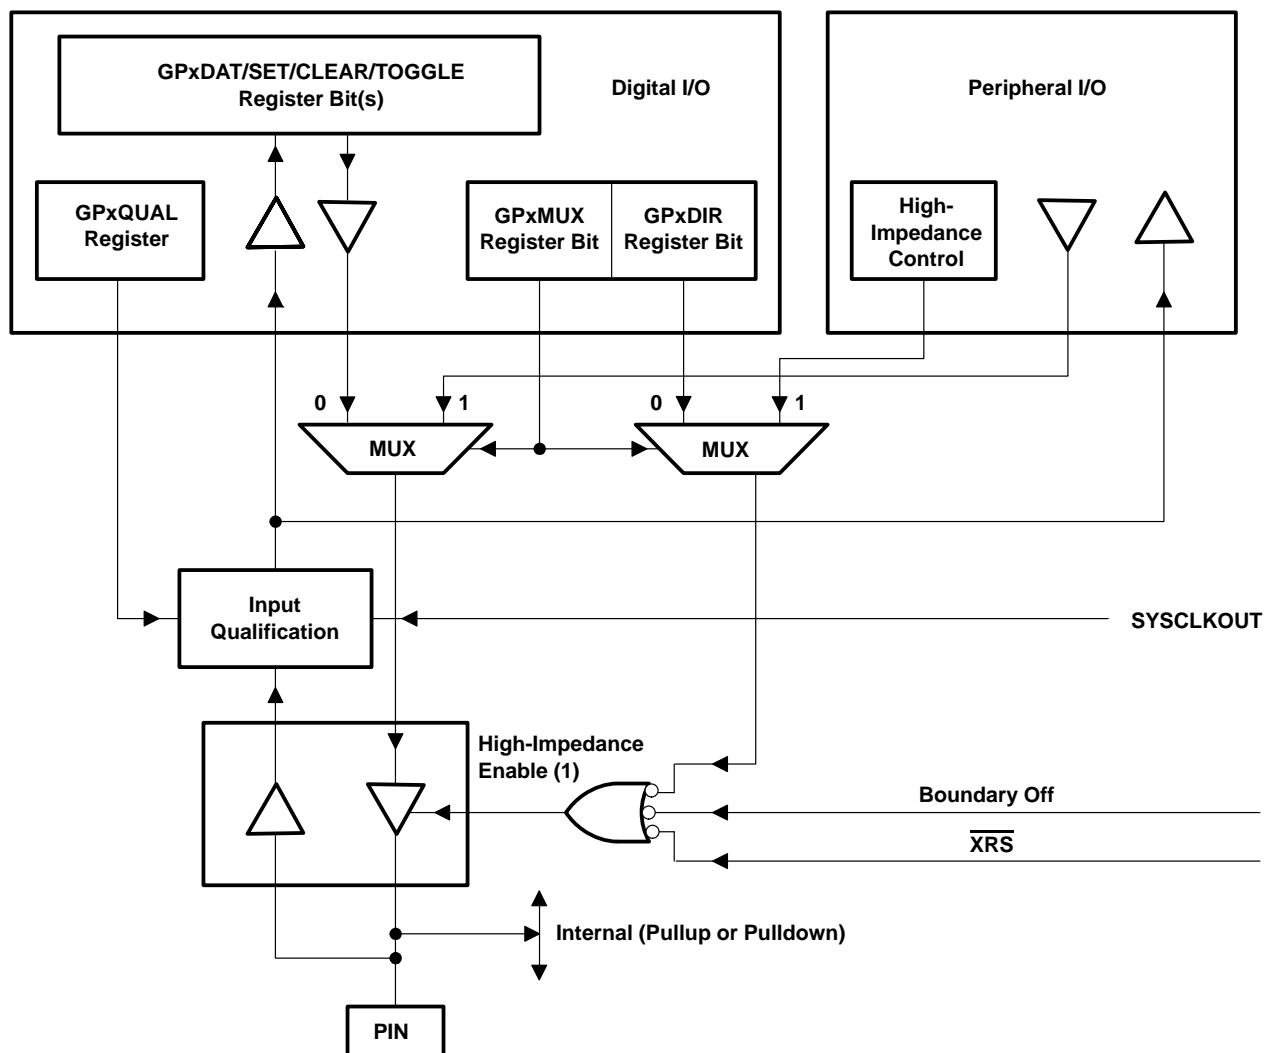 GPxDAT/SET/CLEAR/TOGGLE
Register Bit(s)
Digital I/O
Peripheral I/O
GPxQUAL
Register
GPxMUX
Register Bit
GPxDIR
Register Bit
High-
Impedance
Control
0
1
0
1
MUX
MUX
Input
Qualification
SYSCLKOUT
High-Impedance
Enable (1)
Boundary Off
XRS
Internal (Pullup or Pulldown)
PIN